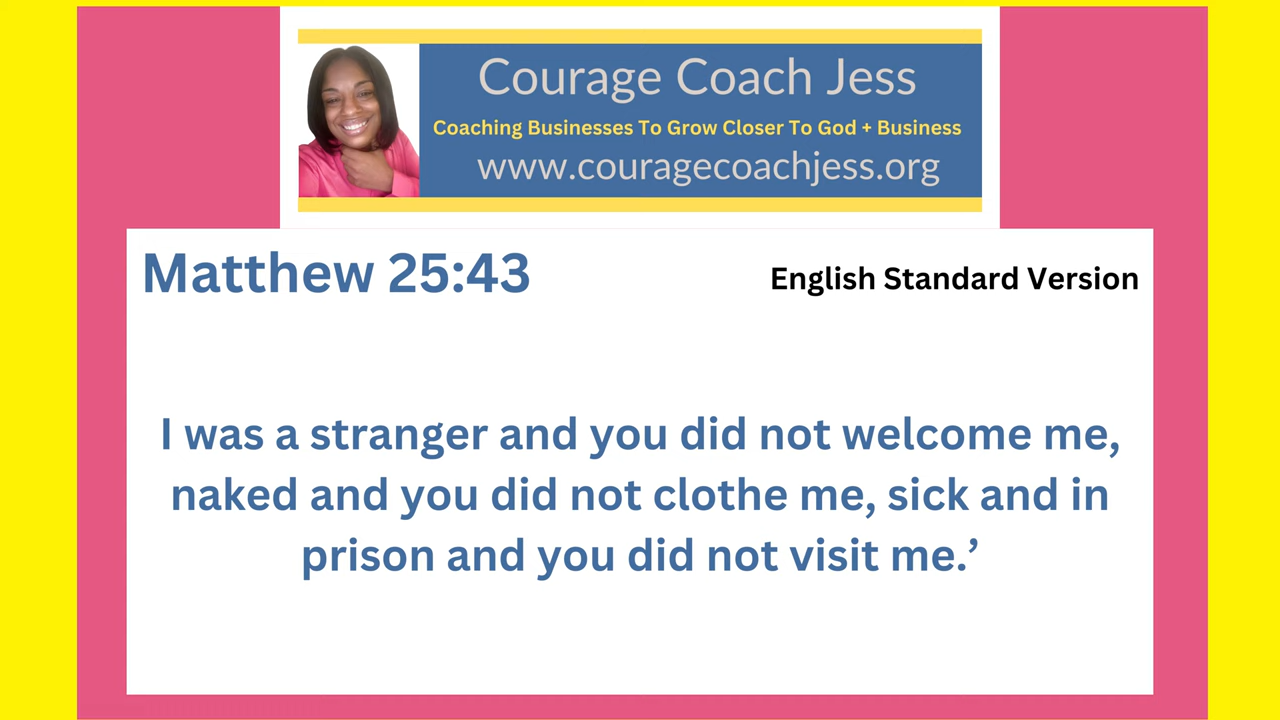 Courage Coach Jess
Coaching Businesses To Grow Closer To God + Business
www.couragecoachjess.org
Matthew 25:43
English Standard Version
I was a stranger and you did not welcome me,
naked and you did not clothe me, sick and in
prison and you did not visit me.’